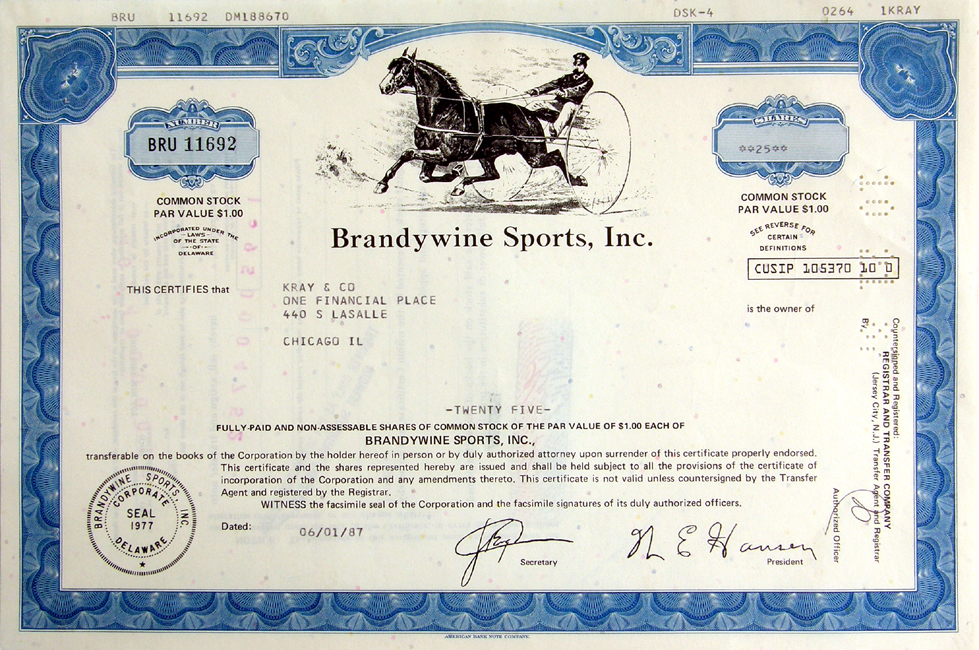 BRU 11692 DM188670 DSK-4 0264 1KRAY
NUMBER
BRU 11692
SHARES
**25**
COMMON STOCK
PAR VALUE $1.00
INCORPORATED UNDER THE
LAWS
OF THE STATE
OF
DELAWARE
COMMON STOCK
PAR VALUE $1.00
SEE REVERSE FOR
CERTAIN
DEFINITIONS
Brandywine Sports, Inc.
CUSIP 105370 10 0
THIS CERTIFIES that
KRAY & CO
ONE FINANCIAL PLACE
440 S LASALLE
CHICAGO IL
is the owner of
-TWENTY FIVE-
FULLY-PAID AND NON-ASSESSABLE SHARES OF COMMON STOCK OF THE PAR VALUE OF $1.00 EACH OF
BRANDYWINE SPORTS, INC.,
transferable on the books of the Corporation by the holder hereof in person or by duly authorized attorney upon surrender of this certificate properly endorsed.
This certificate and the shares represented hereby are issued and shall be held subject to all the provisions of the certificate of
incorporation of the Corporation and any amendments thereto. This certificate is not valid unless countersigned by the Transfer
Agent and registered by the Registrar.
WITNESS the facsimile seal of the Corporation and the facsimile signatures of its duly authorized officers.
Dated: 06/01/87
Secretary
N E Hansen
President
BRANDYWINE SPORTS, INC.
CORPORATE
SEAL
1977
DELAWARE
Countersigned and Registered:
REGISTRAR AND TRANSFER COMPANY
(Jersey City, N.J.) Transfer Agent and Registrar
By
Authorized Officer
AMERICAN BANK NOTE COMPANY